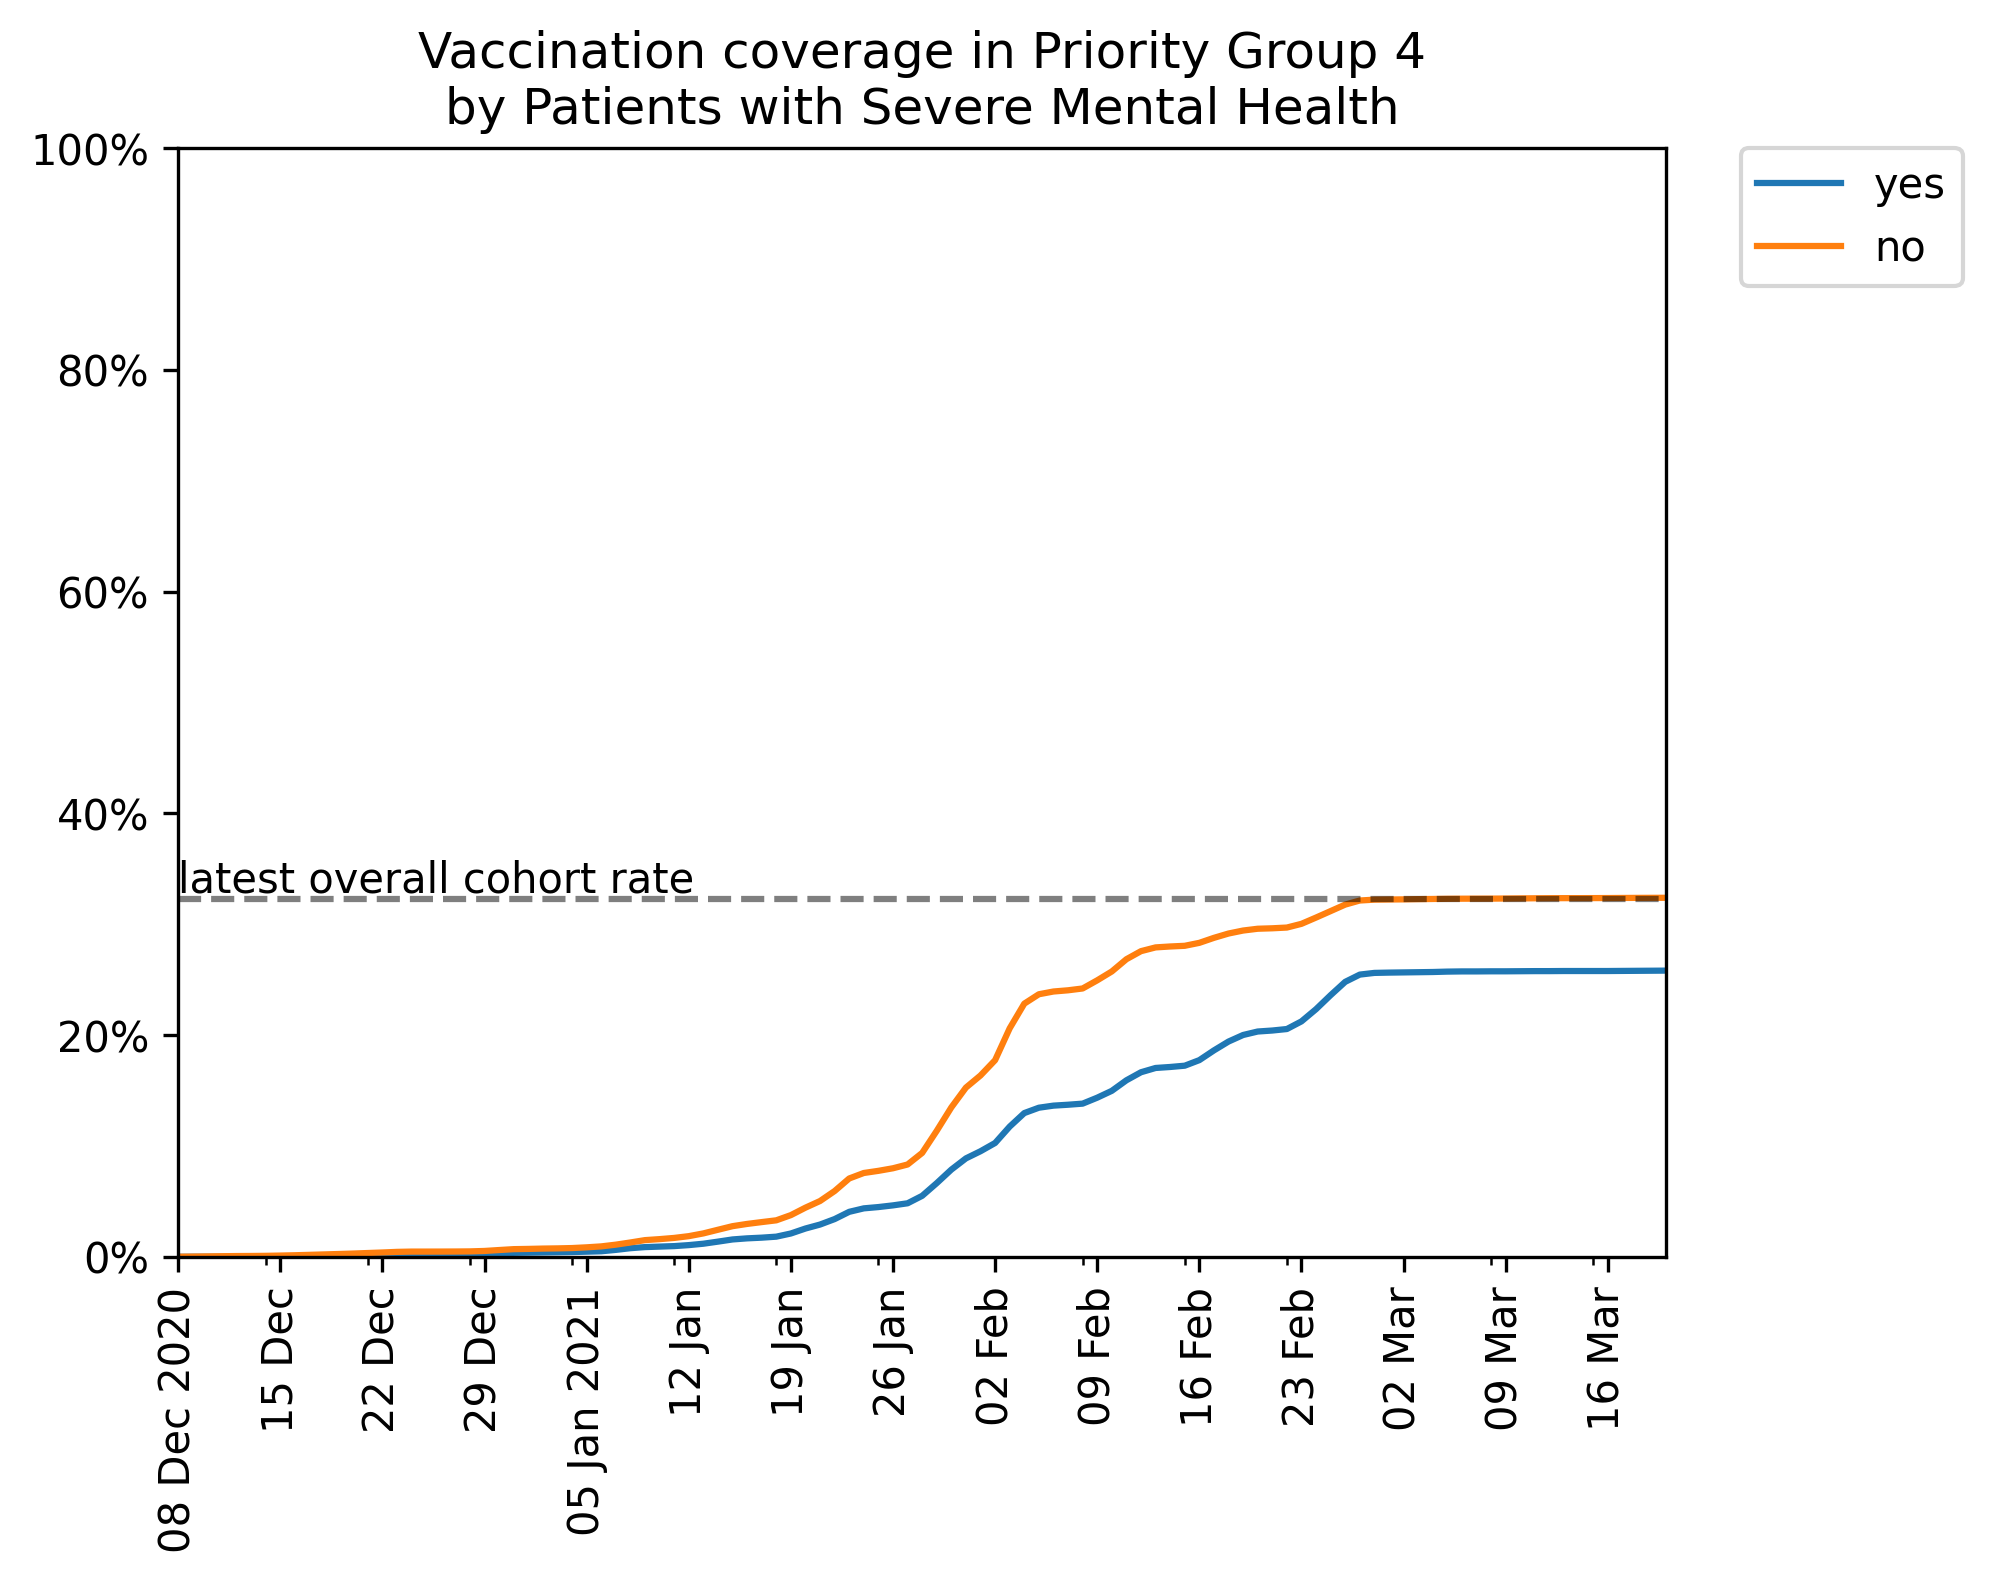 Vaccination coverage in Priority Group 4
by Patients with Severe Mental Health
100%
80%
60%
40%
20%
0%
latest overall cohort rate
yes
no
08 Dec 2020
15 Dec
22 Dec
29 Dec
05 Jan 2021
12 Jan
19 Jan
26 Jan
02 Feb
09 Feb
16 Feb
23 Feb
02 Mar
09 Mar
16 Mar